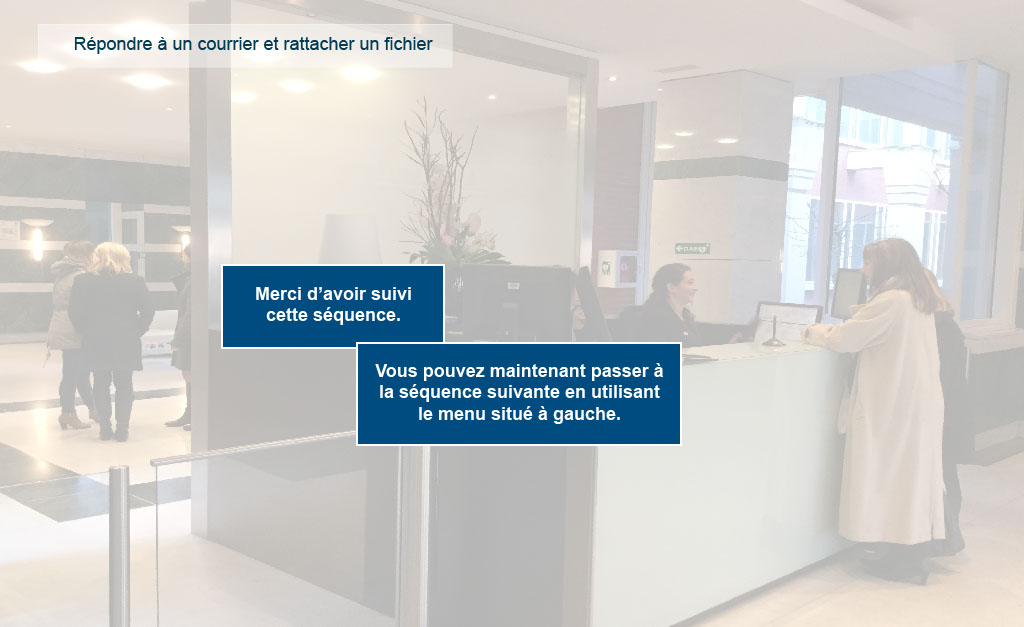 Répondre à un courrier et rattacher un fichier
Merci d’avoir suivi
cette séquence.
Vous pouvez maintenant passer à
la séquence suivante en utilisant
le menu situé à gauche.